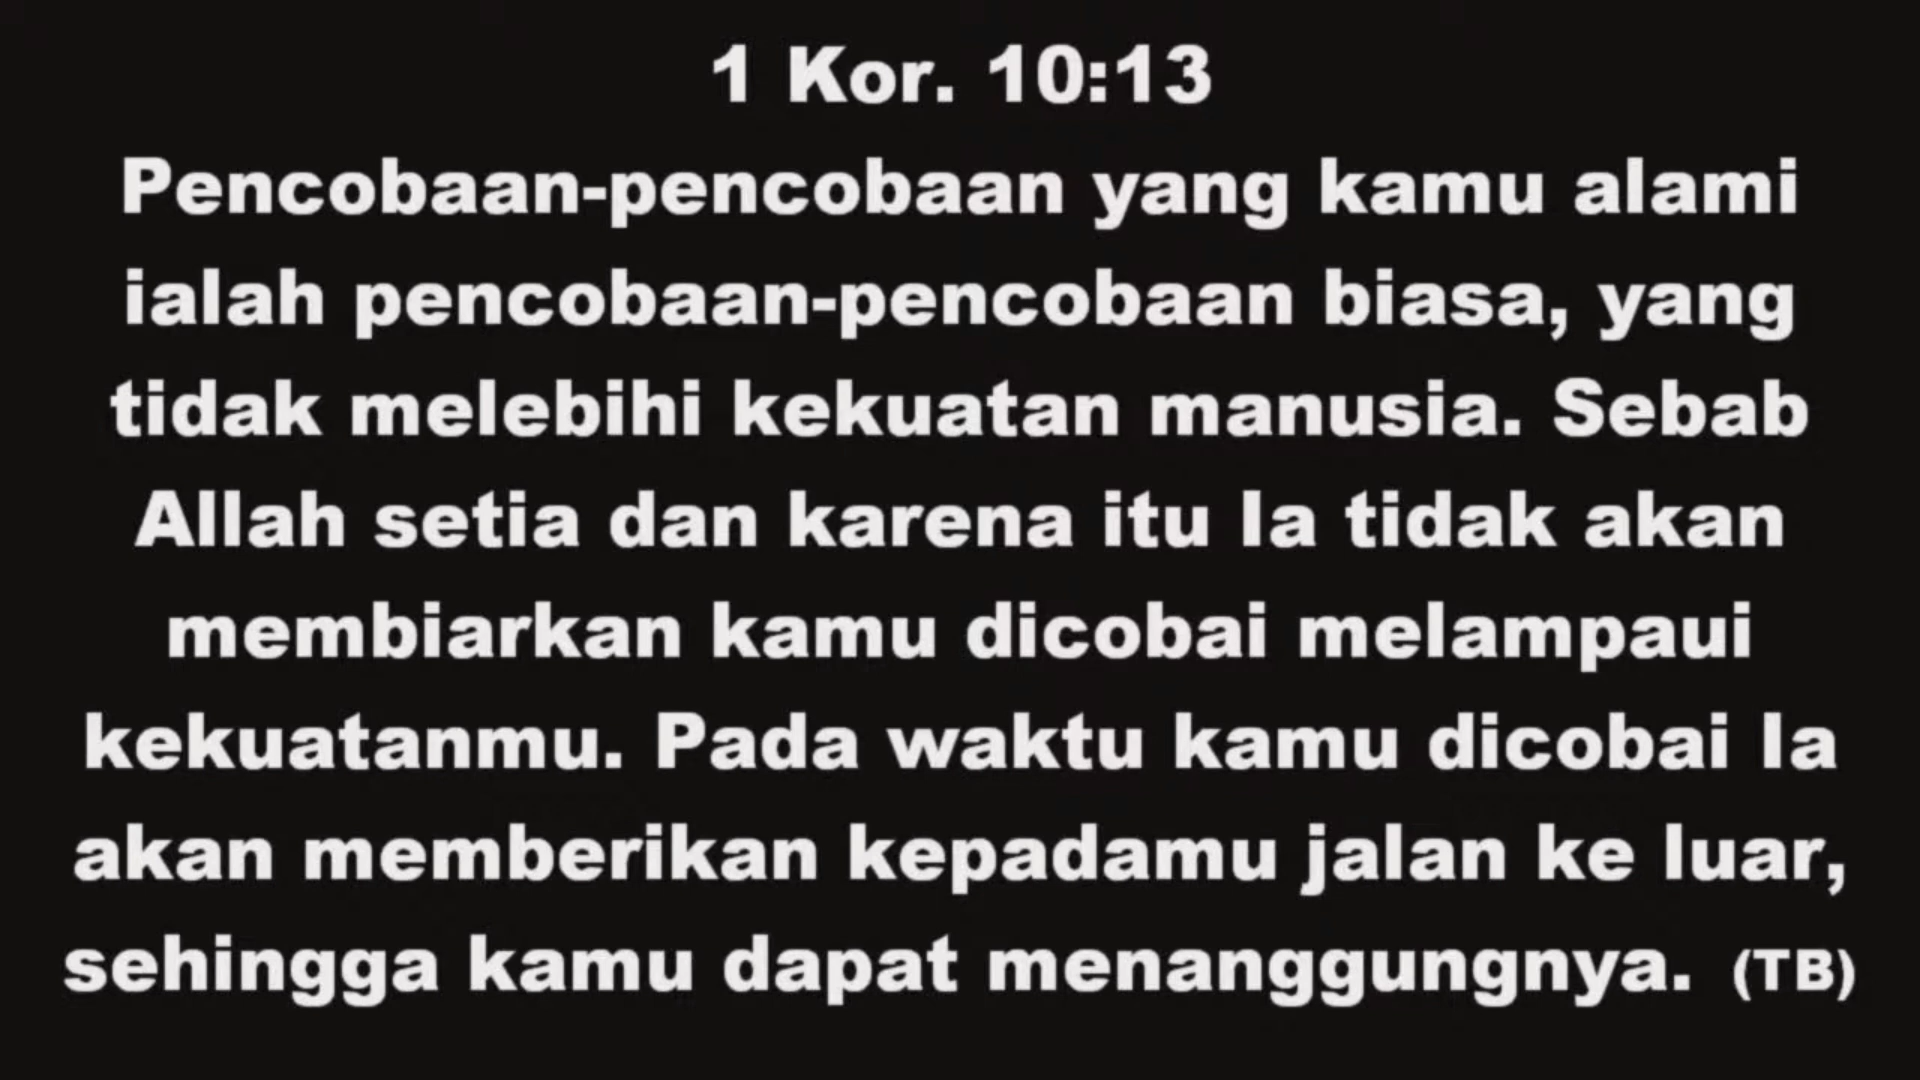 1 Kor. 10:13
Pencobaan-pencobaan yang kamu alami
ialah pencobaan-pencobaan biasa, yang
tidak melebihi kekuatan manusia. Sebab
Allah setia dan karena itu Ia tidak akan
membiarkan kamu dicobai melampaui
kekuatanmu. Pada waktu kamu dicobai Ia
akan memberikan kepadamu jalan ke luar,
sehingga kamu dapat menanggungnya. (TB)